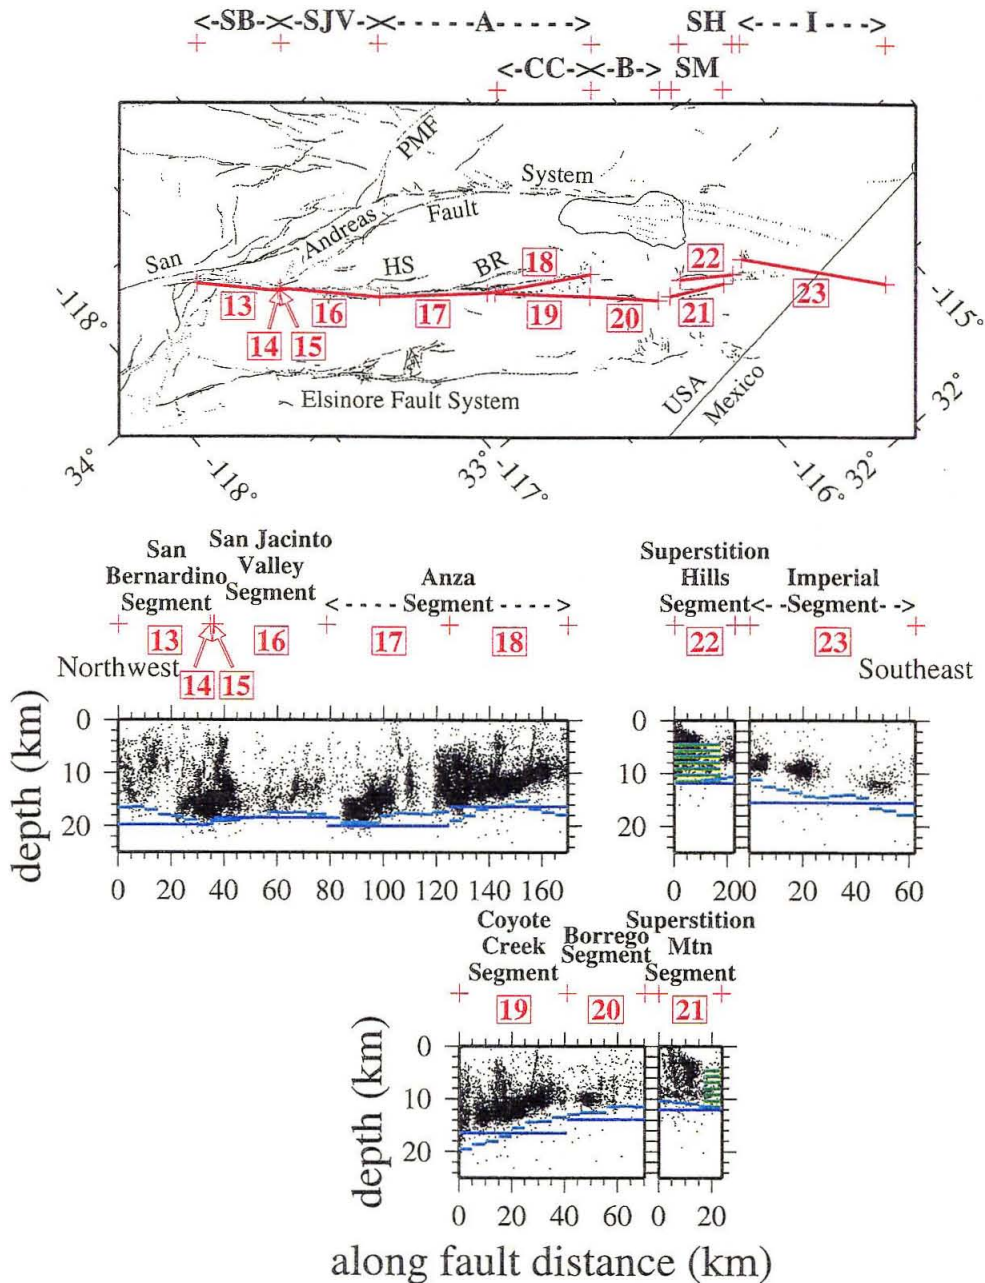 <-SB-><-SJV-><-----A----->
SH <---I--->
<-CC-><-B-> SM
PMF
System
Andreas
Fault
San
HS
BR
18
22
13
16
17
19
20
21
23
14
15
-118°
-115°
Elsinore Fault System
USA
Mexico
34°
-118°
33°
-117°
-116°
32°
32°
San
Bernardino
Segment
San Jacinto
Valley
Segment
Anza
<----Segment---->
Superstition
Hills
Segment
Imperial
<--Segment-->
13
16
17
18
22
23
Northwest
14
15
Southeast
depth (km)
0
10
20
0
10
20
0 20 40 60 80 100 120 140 160
0 200 20 40 60
Coyote
Creek
Segment
Borrego
Segment
Superstition
Mtn
Segment
19
20
21
depth (km)
0
10
20
0
10
20
0 20 40 60 0 20
along fault distance (km)